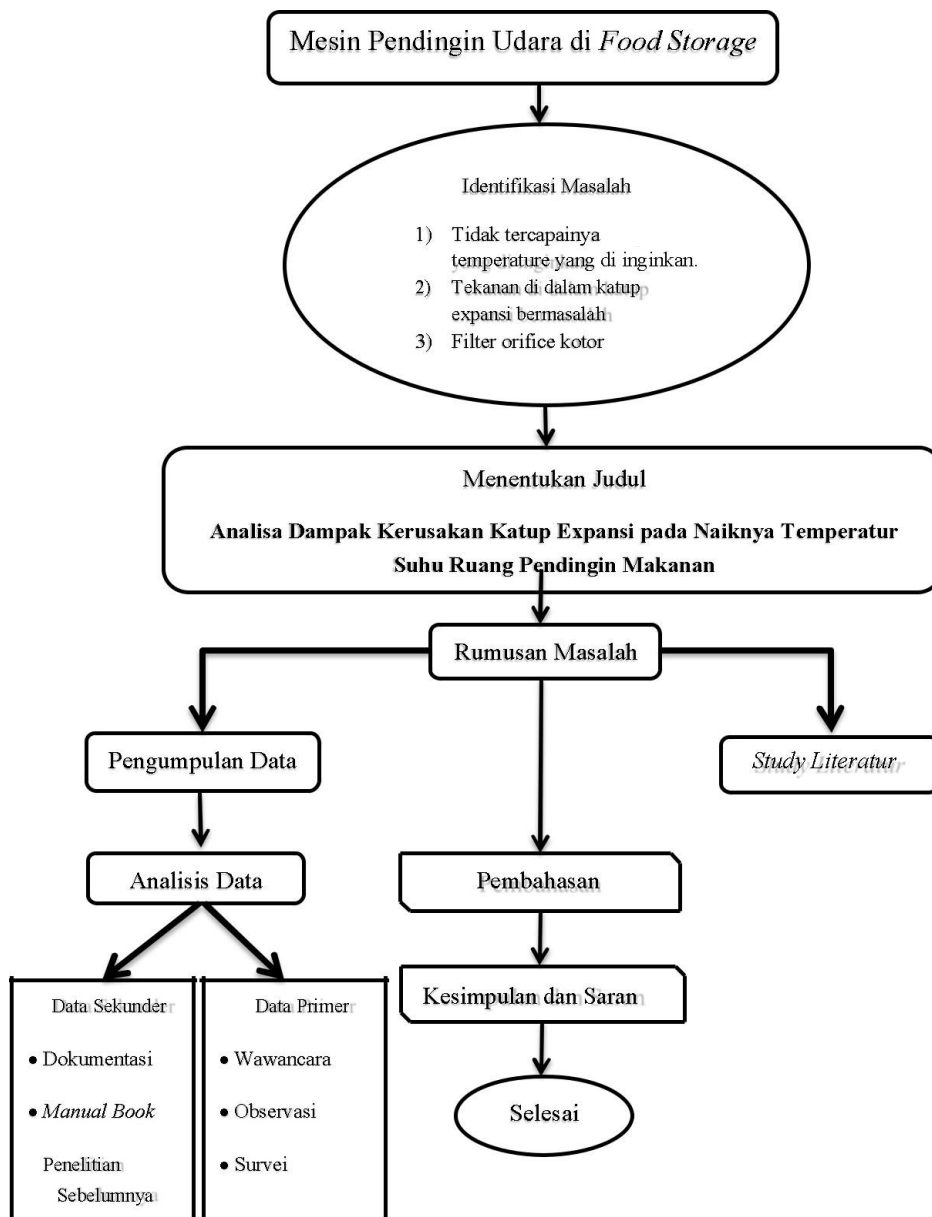 Mesin Pendingin Udara di Food Storage
Identifikasi Masalah
1) Tidak tercapainya
temperature yang di inginkan.
2) Tekanan di dalam katup
expansi bermasalah
3) Filter orifice kotor
Menentukan Judul
Analisa Dampak Kerusakan Katup Expansi pada Naiknya Temperatur
Suhu Ruang Pendingin Makanan
Rumusan Masalah
Pengumpulan Data
Study Literatur
Analisis Data
Pembahasan
Data Sekunder
• Dokumentasi
• Manual Book
Penelitian
Sebelumnya
Data Primer
• Wawancara
• Observasi
• Survei
Kesimpulan dan Saran
Selesai